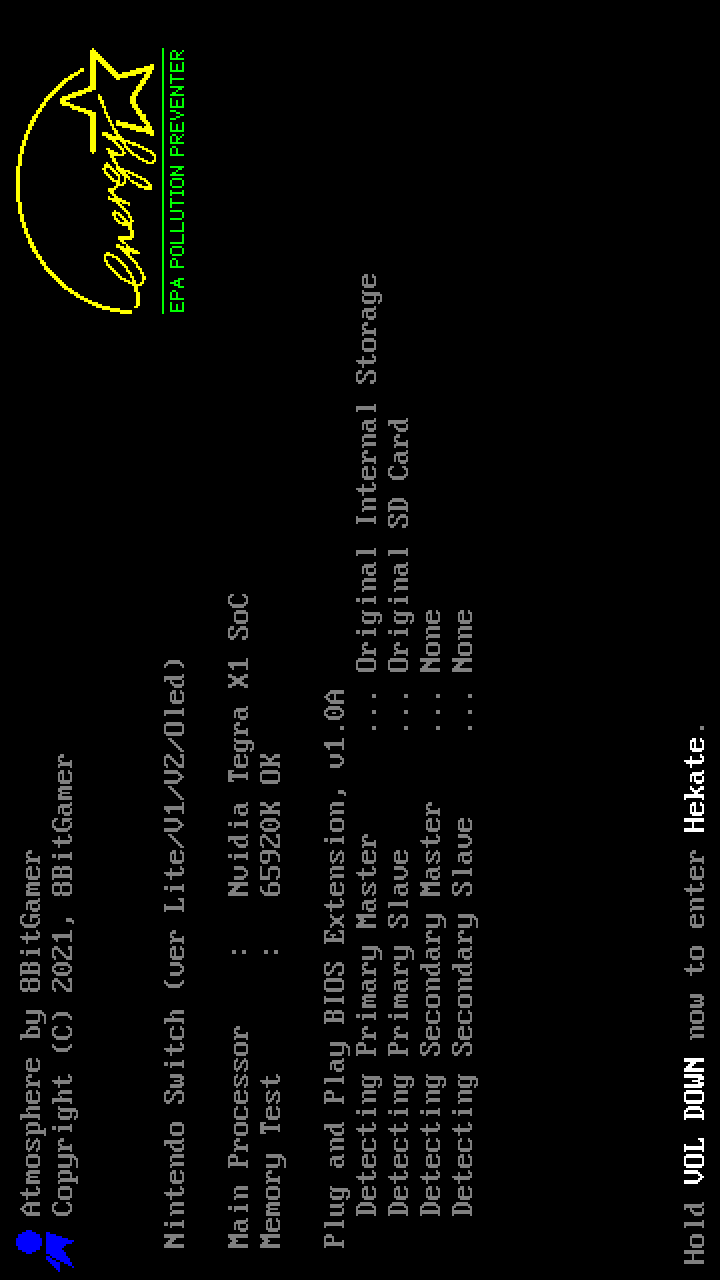 Atmosphere by 8BitGamer
Copyright (C) 2021, 8BitGamer
energy
EPA POLLUTION PREVENTER
Nintendo Switch (ver Lite/V1/V2/Oled)
Main Processor : Nvidia Tegra X1 SoC
Memory Test : 65920K OK
Plug and Play BIOS Extension, v1.0A
Detecting Primary Master ... Original Internal Storage
Detecting Primary Slave ... Original SD Card
Detecting Secondary Master ... None
Detecting Secondary Slave ... None
Hold VOL DOWN now to enter Hekate.